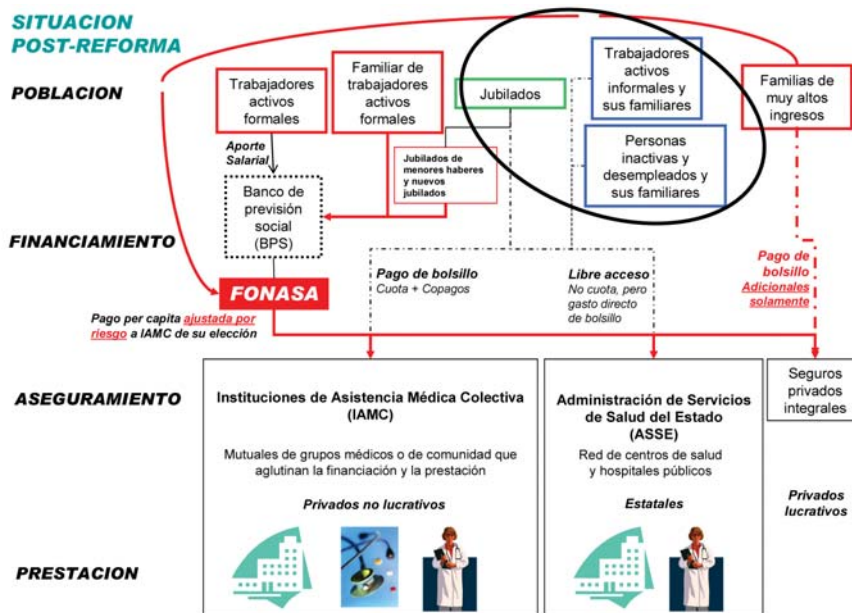 SITUACION
POST-REFORMA
POBLACION
Trabajadores
activos
formales
Familiar de
trabajadores
activos
formales
Jubilados
Trabajadores
activos
informales y
sus familiares
Familias de
muy altos
ingresos
Personas
inactivas y
desempleados y
sus familiares
Aporte
Salarial
Jubilados de
menores haberes
y nuevos
jubilados
Banco de
previsión
social
(BPS)
FINANCIAMIENTO
FONASA
Pago per capita ajustada por
riesgo a IAMC de su elección
Pago de bolsillo
Cuota + Copagos
Libre acceso
No cuota, pero
gasto directo
de bolsillo
Pago de
bolsillo
Adicionales
solamente
ASEGURAMIENTO
Instituciones de Asistencia Médica Colectiva
(IAMC)
Mutuales de grupos médicos o de comunidad que
aglutinan la financiación y la prestación
Privados no lucrativos
Administración de Servicios
de Salud del Estado
(ASSE)
Red de centros de salud
y hospitales públicos
Estatales
Seguros
privados
integrales
Privados
lucrativos
PRESTACION